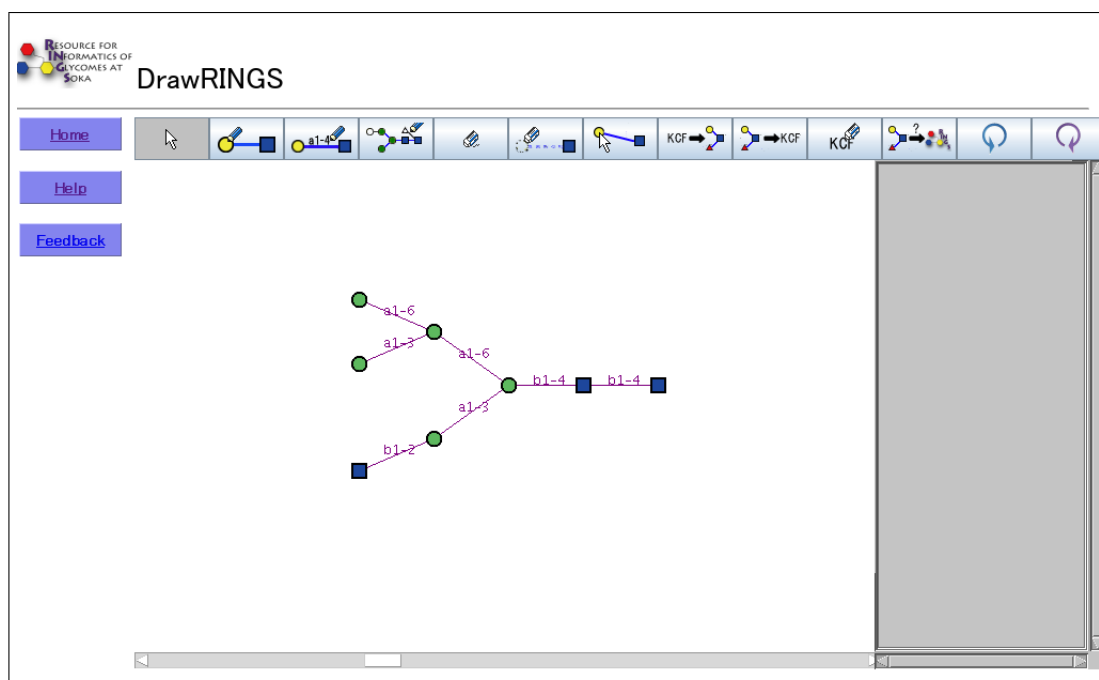 RESOURCE FOR
INFORMATICS OF
GLYCOMES AT
SOKA
DrawRINGS
Home
Help
Feedback
a1-4
KCF
KCF
KCF
?
a1-6
a1-3
a1-6
b1-4
b1-4
a1-3
b1-2